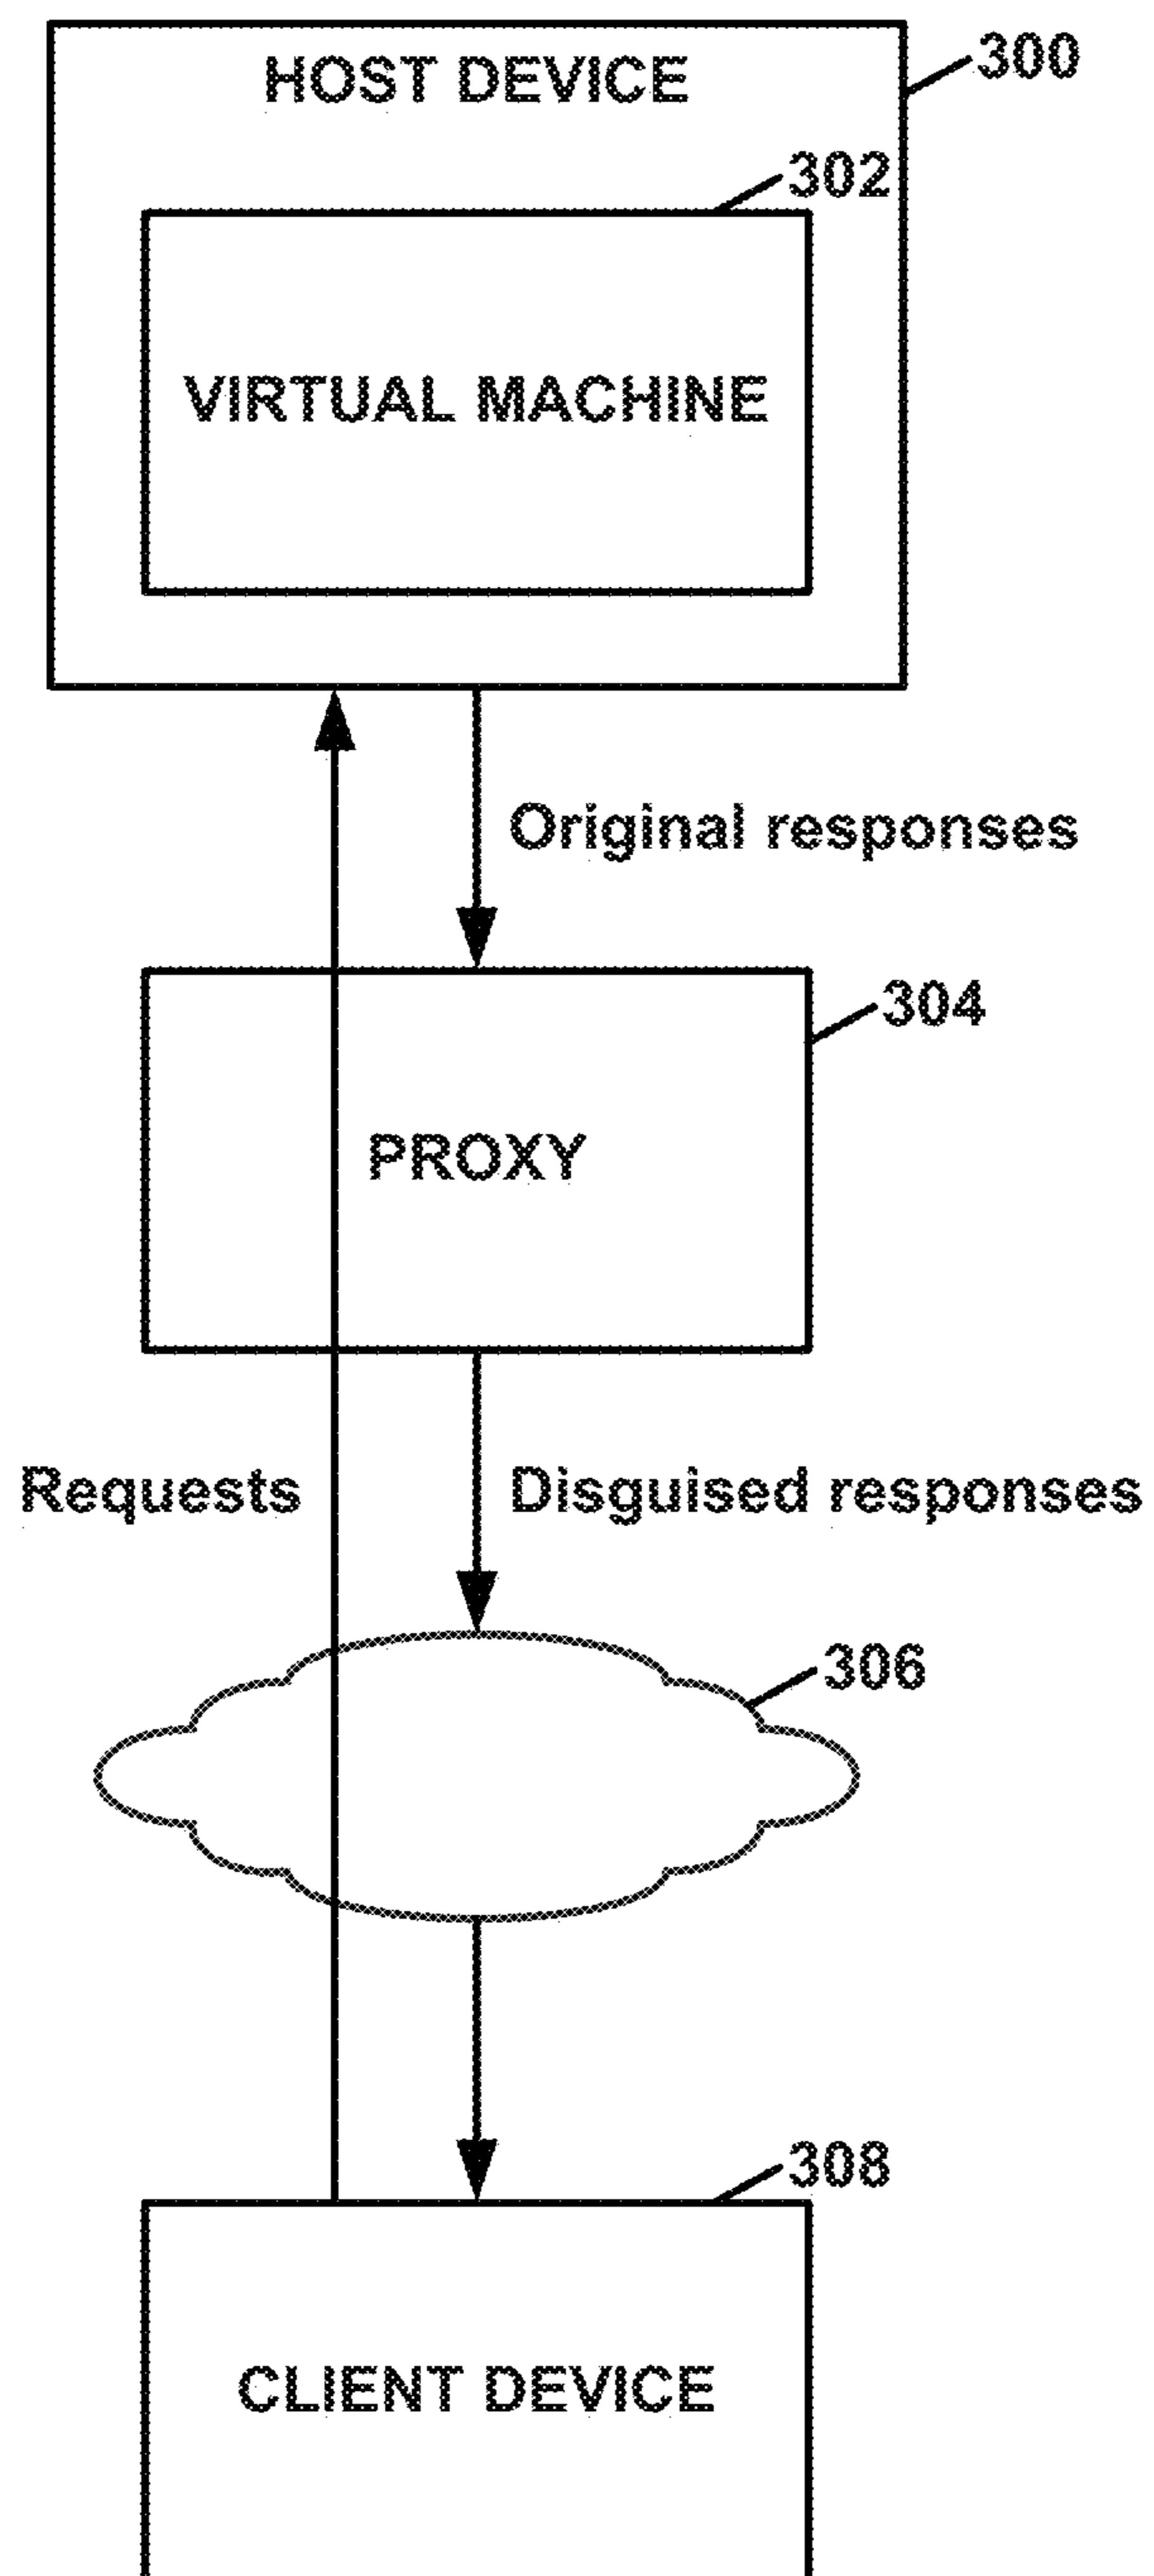 HOST DEVICE
300
302
VIRTUAL MACHINE
Original responses
304
PROXY
Requests
Disguised responses
306
308
CLIENT DEVICE